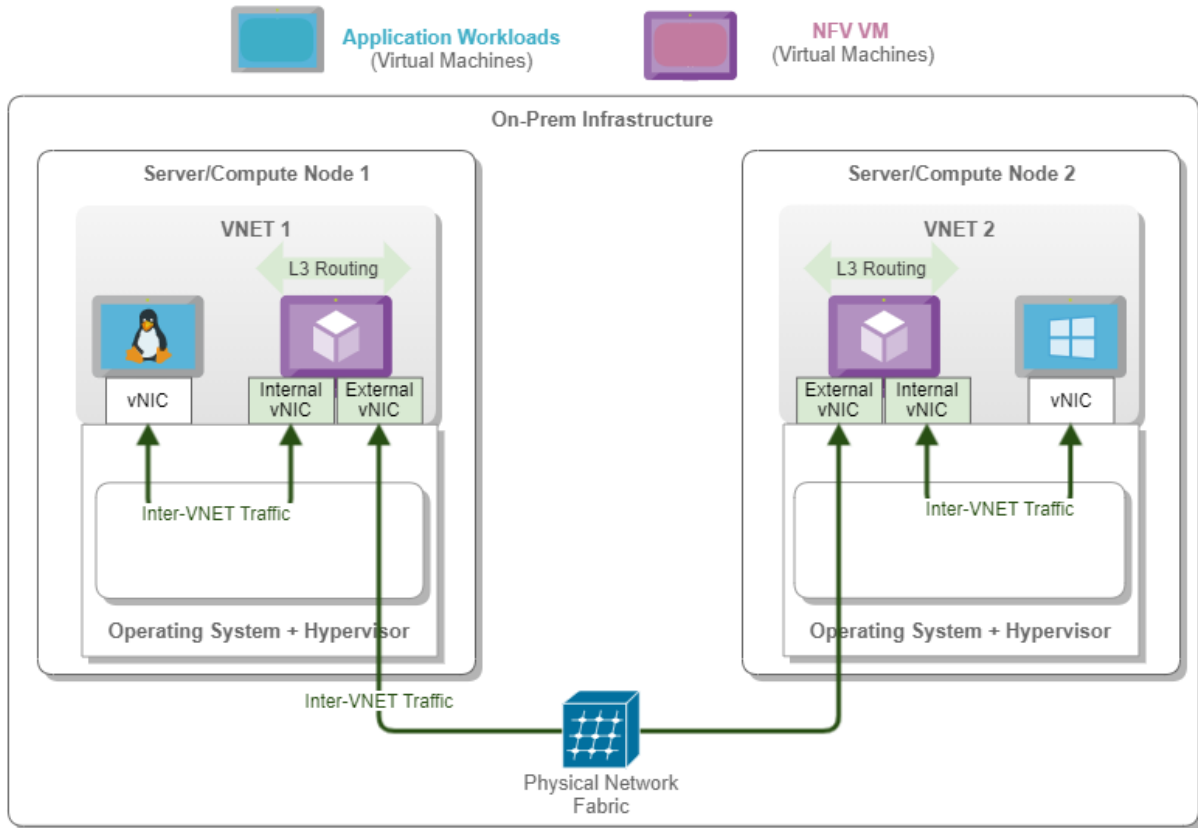 Application Workloads
(Virtual Machines)
NFV VM
(Virtual Machines)
On-Prem Infrastructure
Server/Compute Node 1
VNET 1
L3 Routing
vNIC
Internal
vNIC
External
vNIC
Inter-VNET Traffic
Operating System + Hypervisor
Server/Compute Node 2
VNET 2
L3 Routing
External
vNIC
Internal
vNIC
vNIC
Inter-VNET Traffic
Operating System + Hypervisor
Inter-VNET Traffic
Physical Network
Fabric